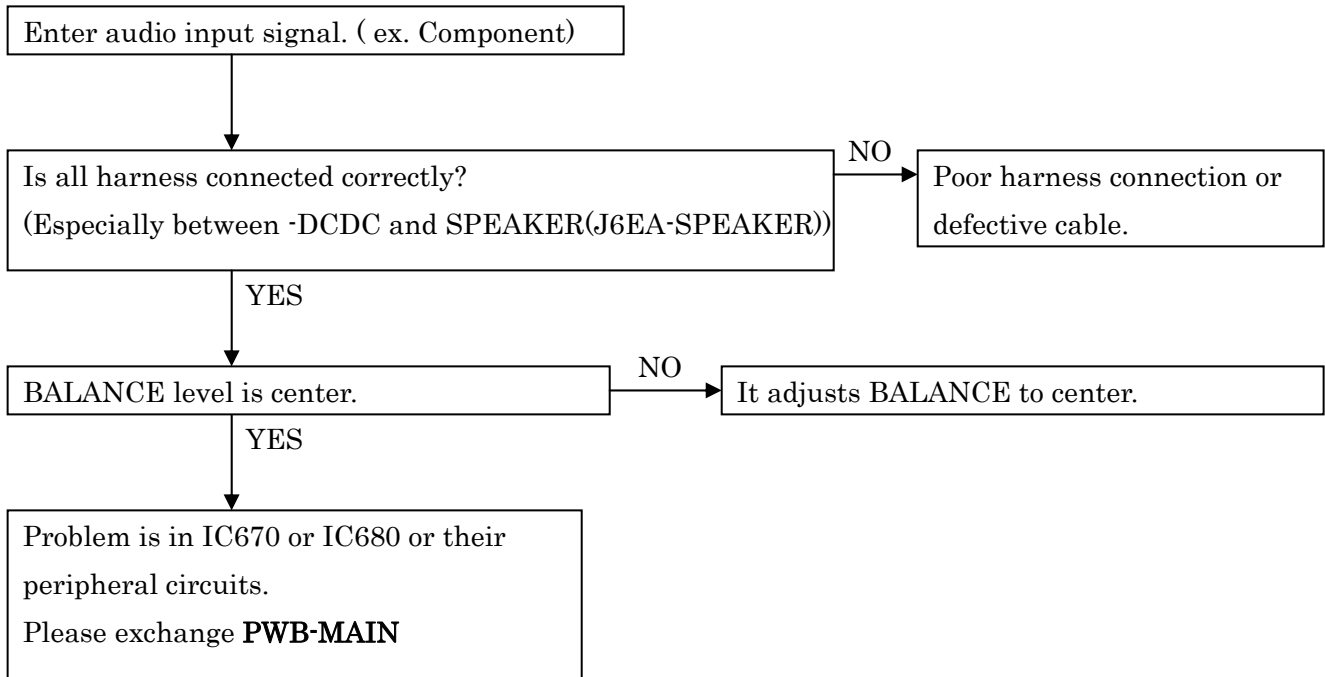 Enter audio input signal. ( ex. Component)
Is all harness connected correctly?
(Especially between -DCDC and SPEAKER(J6EA-SPEAKER))
NO
Poor harness connection or
defective cable.
YES
BALANCE level is center.
NO
It adjusts BALANCE to center.
YES
Problem is in IC670 or IC680 or their
peripheral circuits.
Please exchange PWB-MAIN